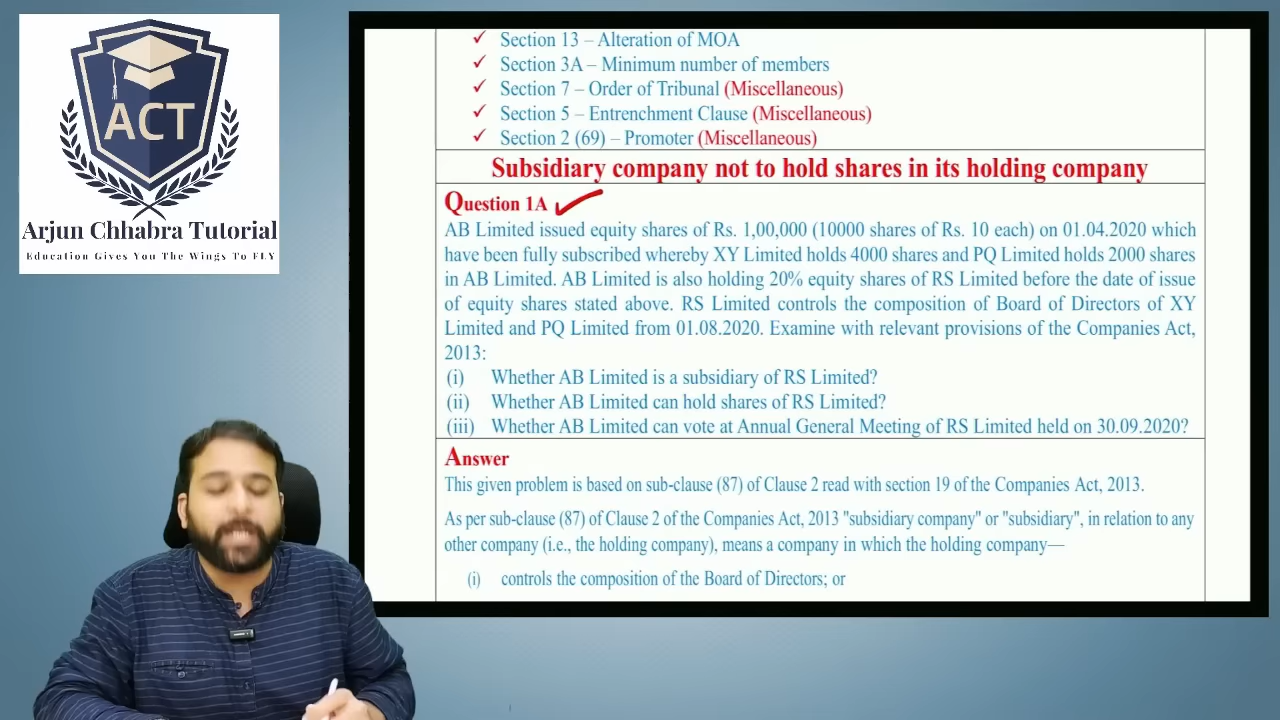 ACT
Arjun Chhabra Tutorial
Education Gives You The Wings To FLY
✓ Section 13 – Alteration of MOA
✓ Section 3A – Minimum number of members
✓ Section 7 – Order of Tribunal (Miscellaneous)
✓ Section 5 – Entrenchment Clause (Miscellaneous)
✓ Section 2 (69) – Promoter (Miscellaneous)
Subsidiary company not to hold shares in its holding company
Question 1A
AB Limited issued equity shares of Rs. 1,00,000 (10000 shares of Rs. 10 each) on 01.04.2020 which
have been fully subscribed whereby XY Limited holds 4000 shares and PQ Limited holds 2000 shares
in AB Limited. AB Limited is also holding 20% equity shares of RS Limited before the date of issue
of equity shares stated above. RS Limited controls the composition of Board of Directors of XY
Limited and PQ Limited from 01.08.2020. Examine with relevant provisions of the Companies Act,
2013:
(i) Whether AB Limited is a subsidiary of RS Limited?
(ii) Whether AB Limited can hold shares of RS Limited?
(iii) Whether AB Limited can vote at Annual General Meeting of RS Limited held on 30.09.2020?
Answer
This given problem is based on sub-clause (87) of Clause 2 read with section 19 of the Companies Act, 2013.
As per sub-clause (87) of Clause 2 of the Companies Act, 2013 "subsidiary company" or "subsidiary", in relation to any
other company (i.e., the holding company), means a company in which the holding company—
(i) controls the composition of the Board of Directors; or